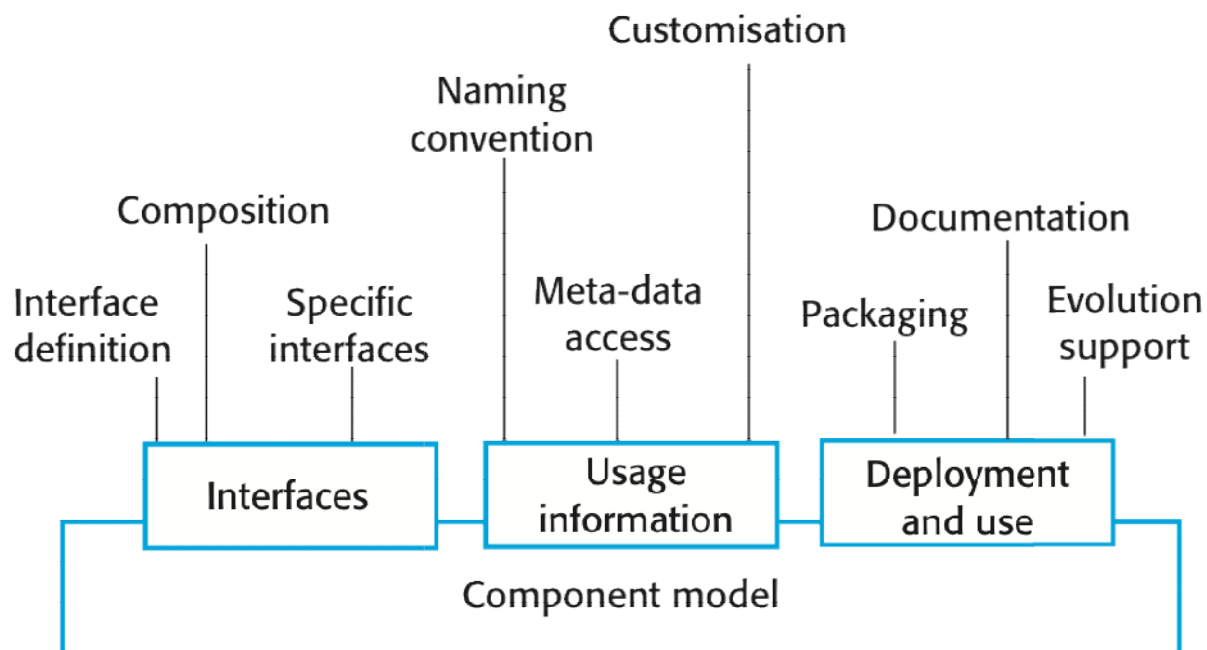 Customisation
Naming
convention
Composition
Documentation
Interface
definition
Specific
interfaces
Meta-data
access
Packaging
Evolution
support
Interfaces
Usage
information
Deployment
and use
Component model